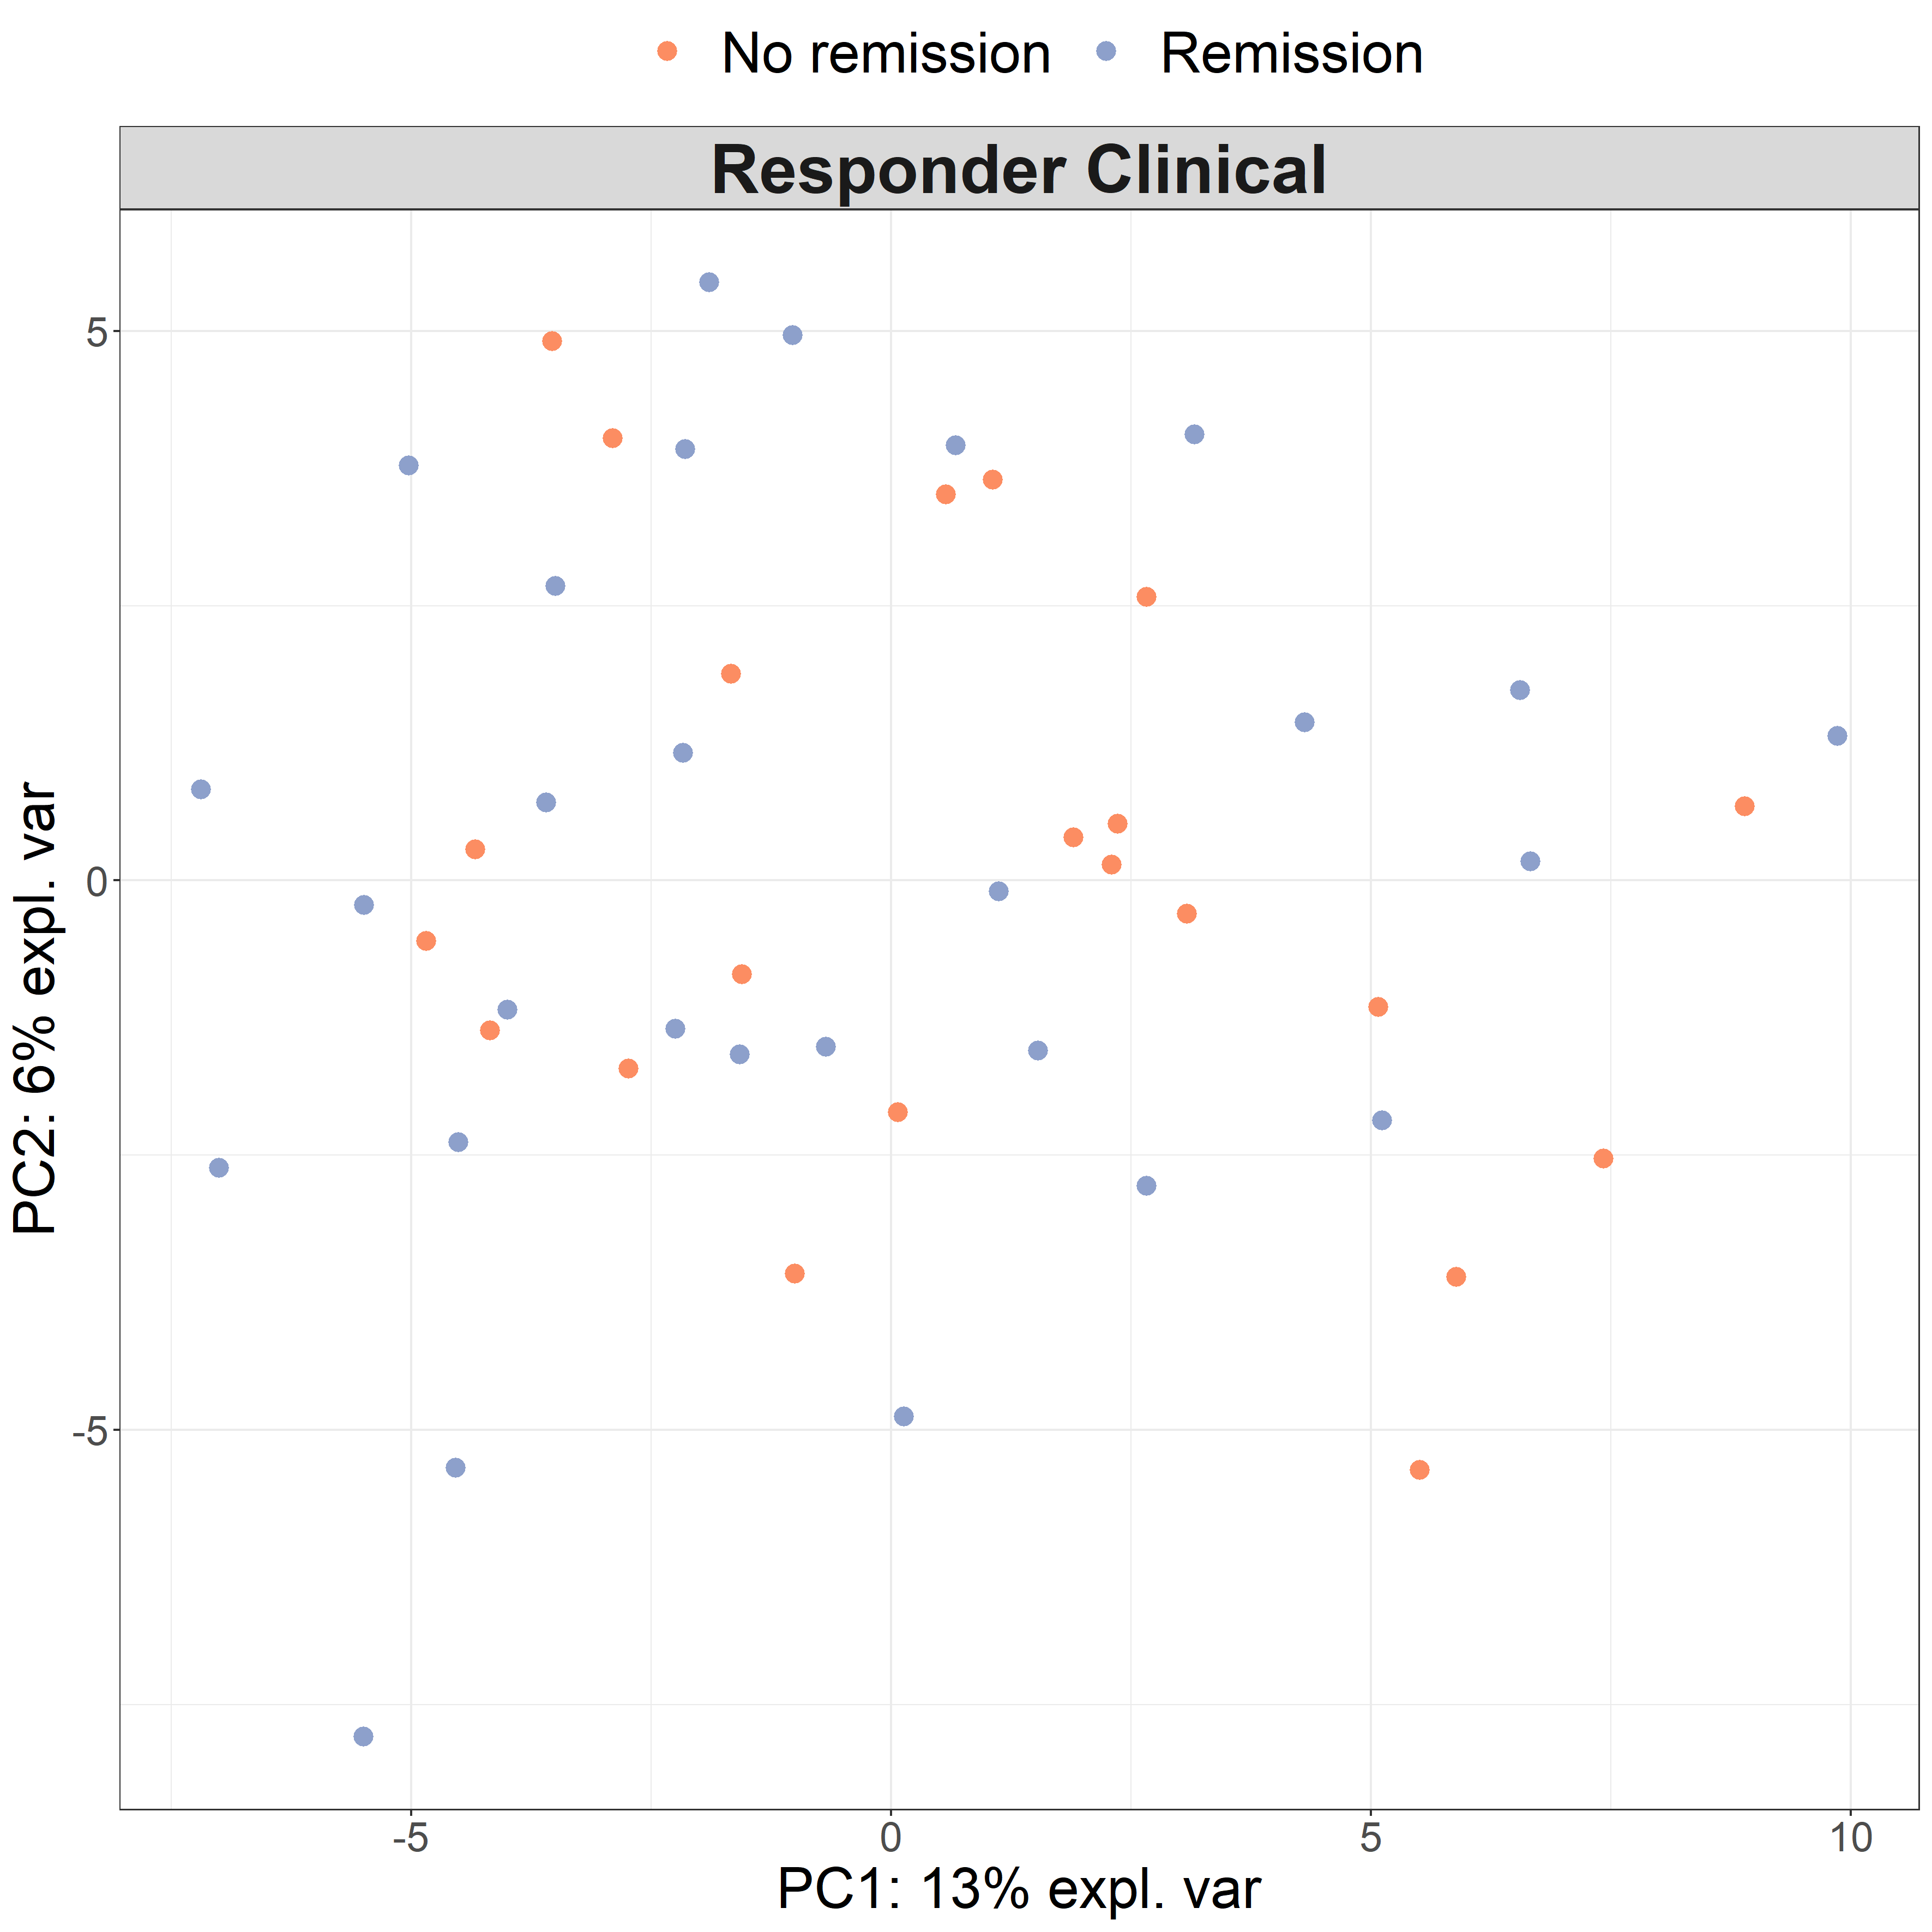 No remission Remission
Responder Clinical
PC2: 6% expl. var
5
0
-5
-5 0 5 10
PC1: 13% expl. var